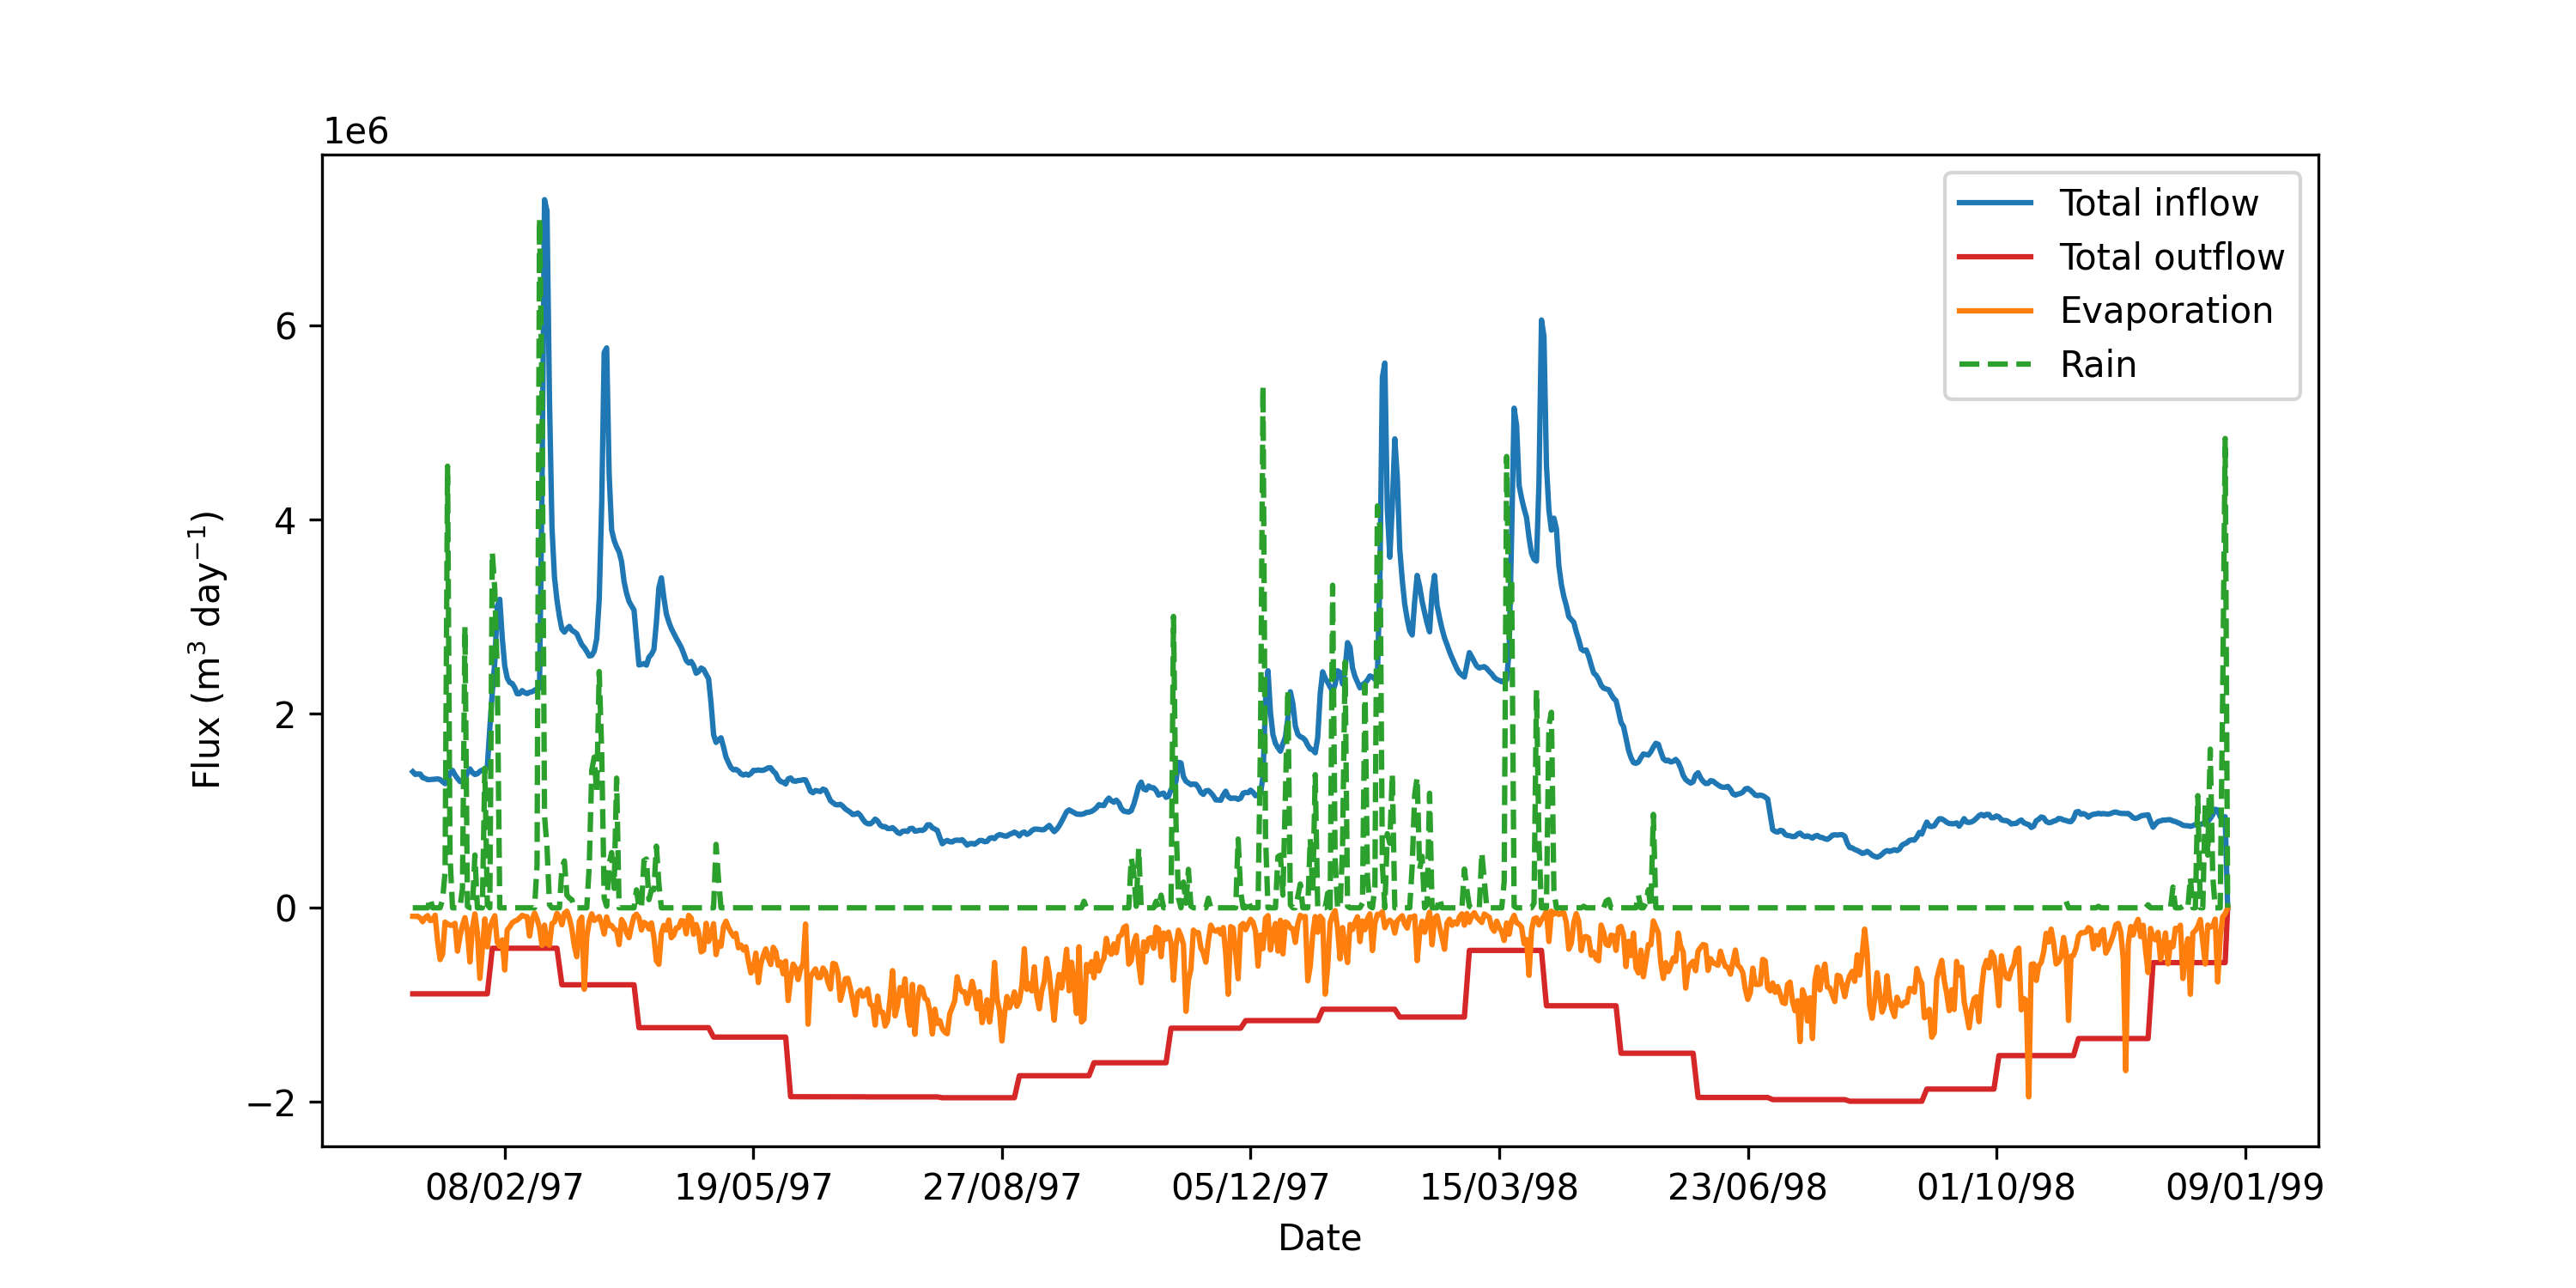 1e6
Total inflow
Total outflow
Evaporation
Rain
6
4
2
0
−2
Flux (m³ day⁻¹)
08/02/97 19/05/97 27/08/97 05/12/97 15/03/98 23/06/98 01/10/98 09/01/99
Date